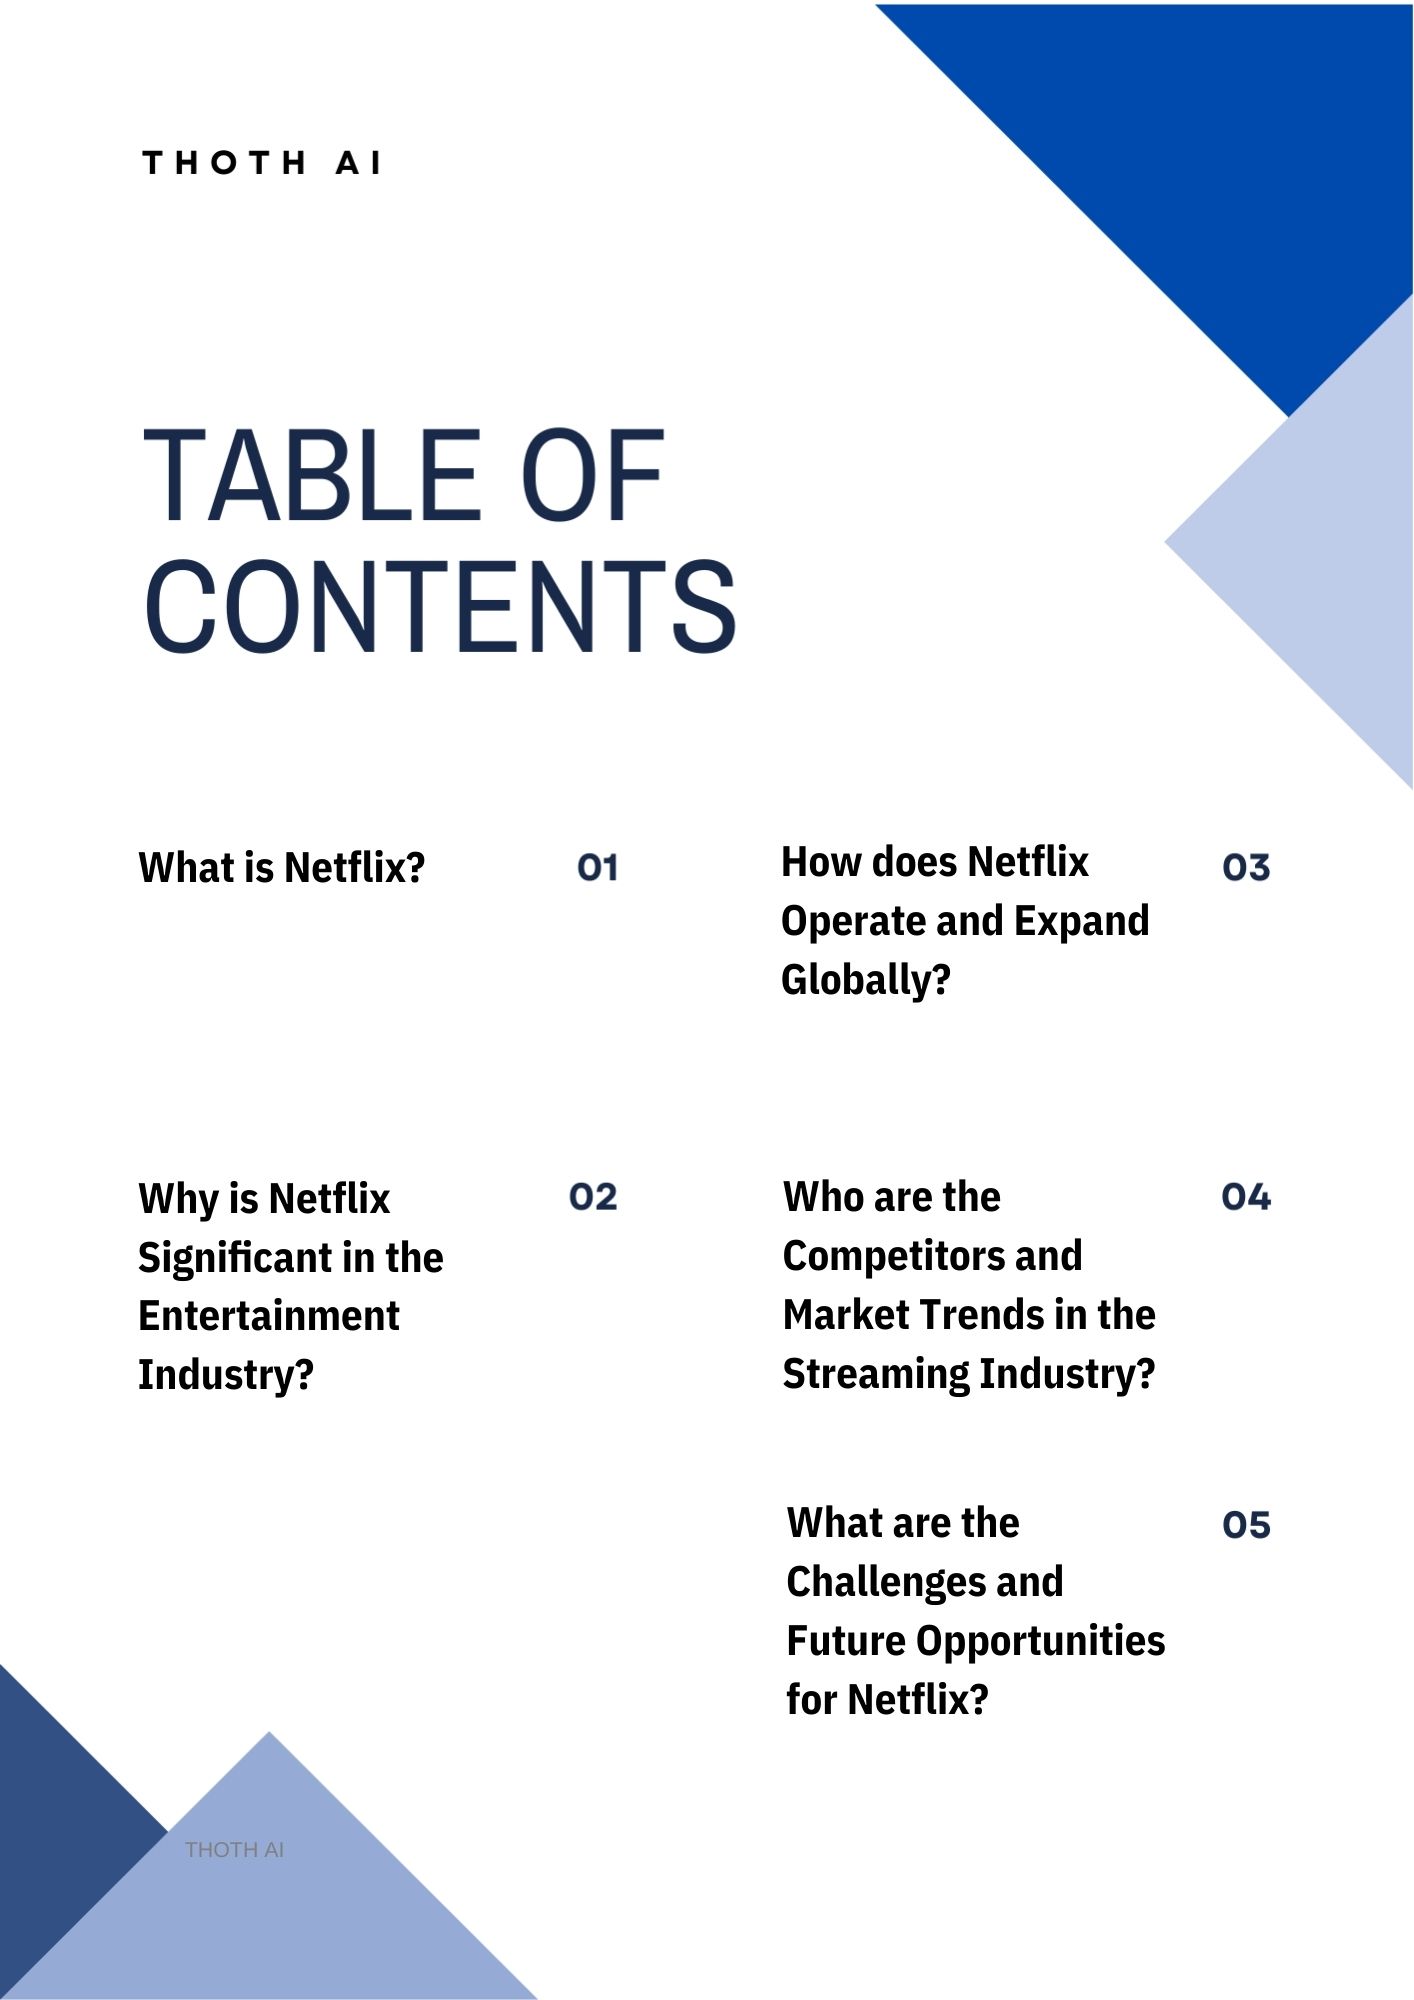 THOTH AI
TABLE OF
CONTENTS
What is Netflix?
01
Why is Netflix
Significant in the
Entertainment
Industry?
02
How does Netflix
Operate and Expand
Globally?
03
Who are the
Competitors and
Market Trends in the
Streaming Industry?
04
What are the
Challenges and
Future Opportunities
for Netflix?
05
THOTH AI